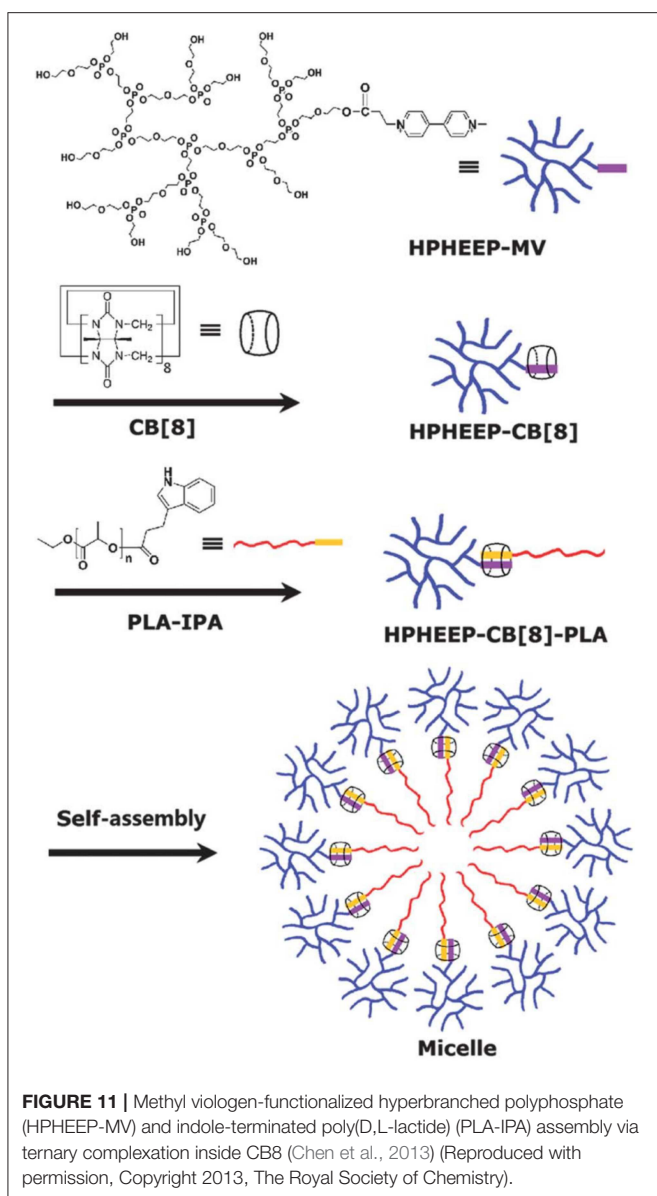 HPHEEP-MV
CB[8]
HPHEEP-CB[8]
PLA-IPA
HPHEEP-CB[8]-PLA
Self-assembly
Micelle
FIGURE 11 | Methyl viologen-functionalized hyperbranched polyphosphate
(HPHEEP-MV) and indole-terminated poly(D,L-lactide) (PLA-IPA) assembly via
ternary complexation inside CB8 (Chen et al., 2013) (Reproduced with
permission, Copyright 2013, The Royal Society of Chemistry).